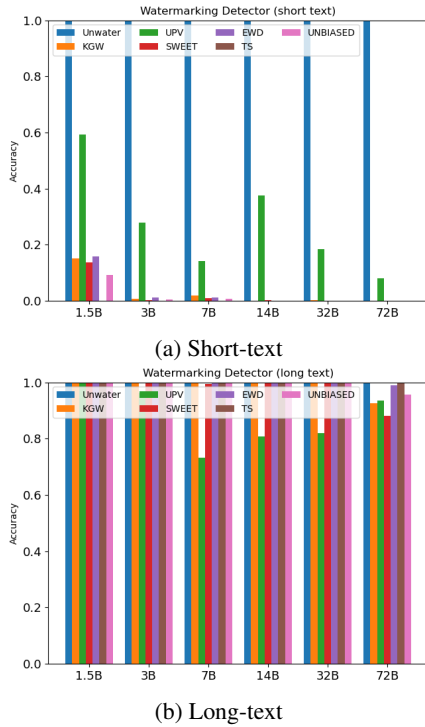 Watermarking Detector (short text)
Unwater UPV EWD UNBIASED
KGW SWEET TS
Accuracy
1.0
0.8
0.6
0.4
0.2
0.0
1.5B 3B 7B 14B 32B 72B
(a) Short-text
Watermarking Detector (long text)
Unwater UPV EWD UNBIASED
KGW SWEET TS
Accuracy
1.0
0.8
0.6
0.4
0.2
0.0
1.5B 3B 7B 14B 32B 72B
(b) Long-text